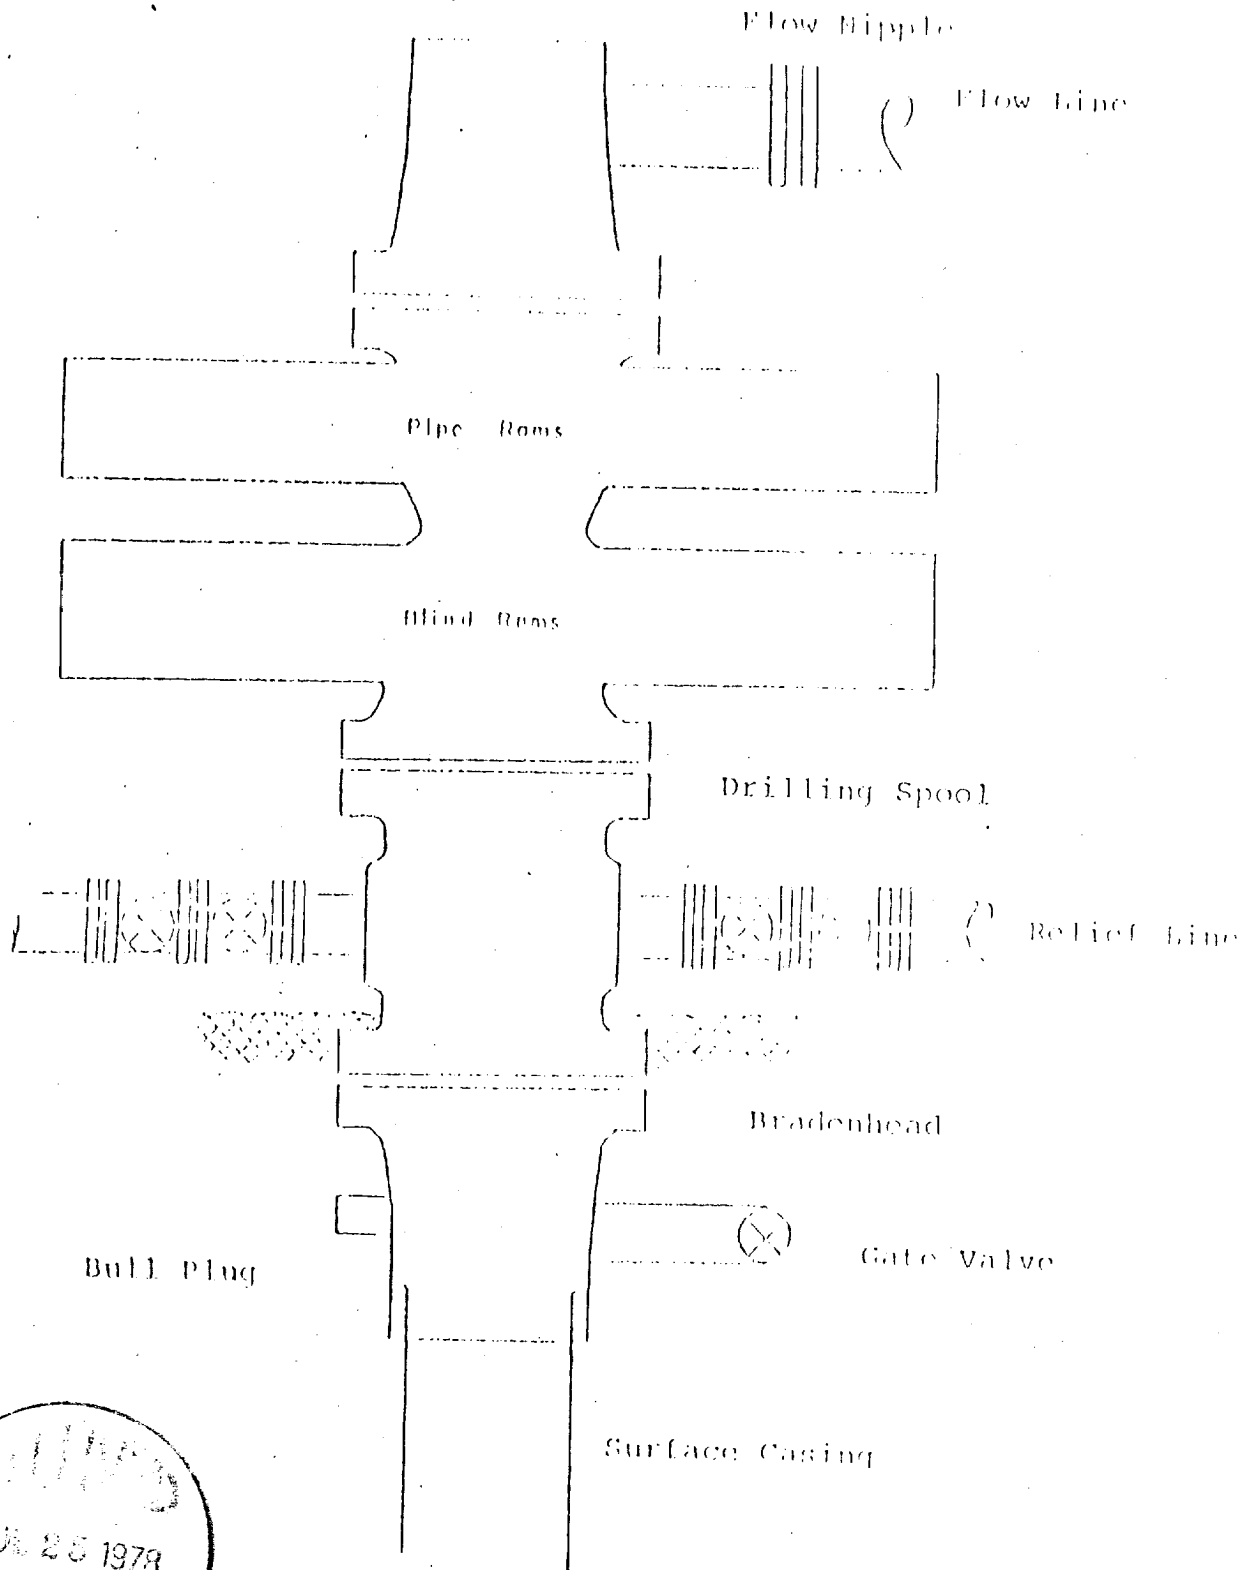 Flow Nipple
Flow Line
Pipe Rams
Blind Rams
Drilling Spool
Relief Line
Bradenhead
Gate Valve
Bull Plug
Surface Casing
25 1978